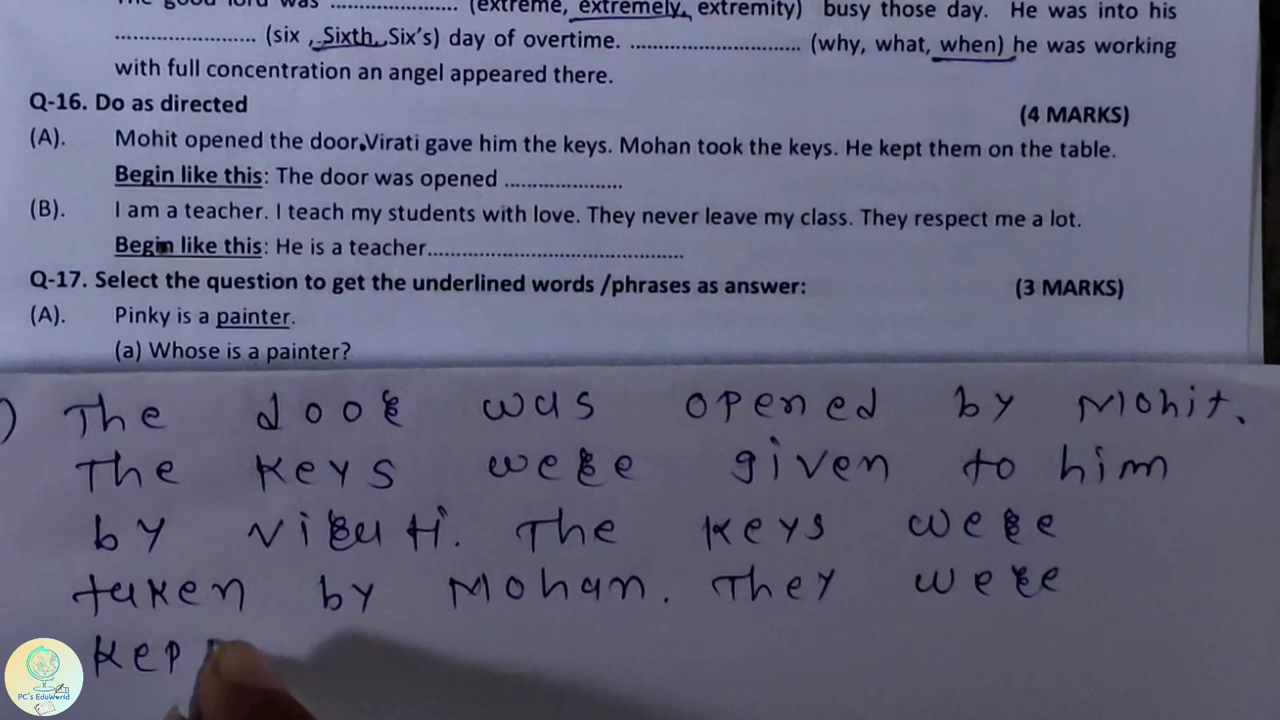 The good lord was ........................ (extreme, extremely, extremity) busy those day. He was into his
........................... (six , Sixth, Six's) day of overtime. ................................ (why, what, when) he was working
with full concentration an angel appeared there.
Q-16. Do as directed (4 MARKS)
(A). Mohit opened the door.Virati gave him the keys. Mohan took the keys. He kept them on the table.
Begin like this: The door was opened ......................
(B). I am a teacher. I teach my students with love. They never leave my class. They respect me a lot.
Begin like this: He is a teacher................................................
Q-17. Select the question to get the underlined words /phrases as answer: (3 MARKS)
(A). Pinky is a painter.
(a) Whose is a painter?
) The door was opened by Mohit.
The keys were given to him
by Virati. The keys were
taken by Mohan. They were
kep
PC's EduWorld